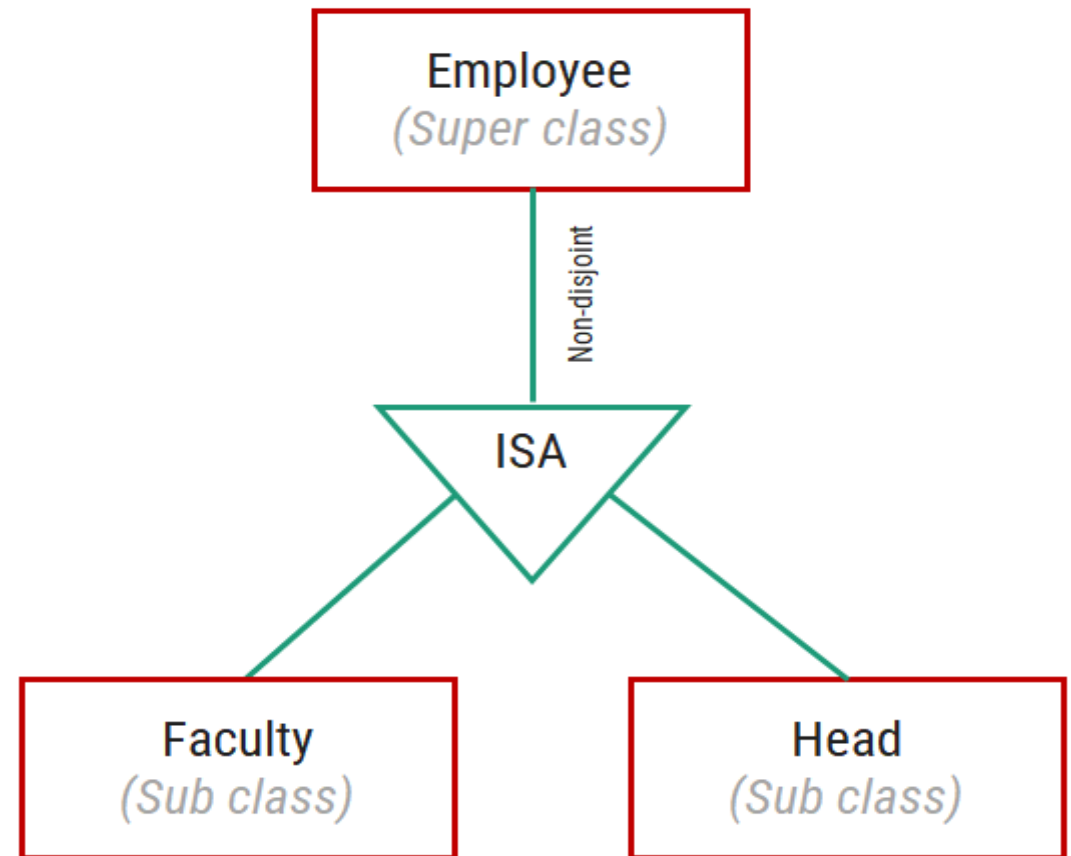 Employee
(Super class)
Non-disjoint
ISA
Faculty
(Sub class)
Head
(Sub class)